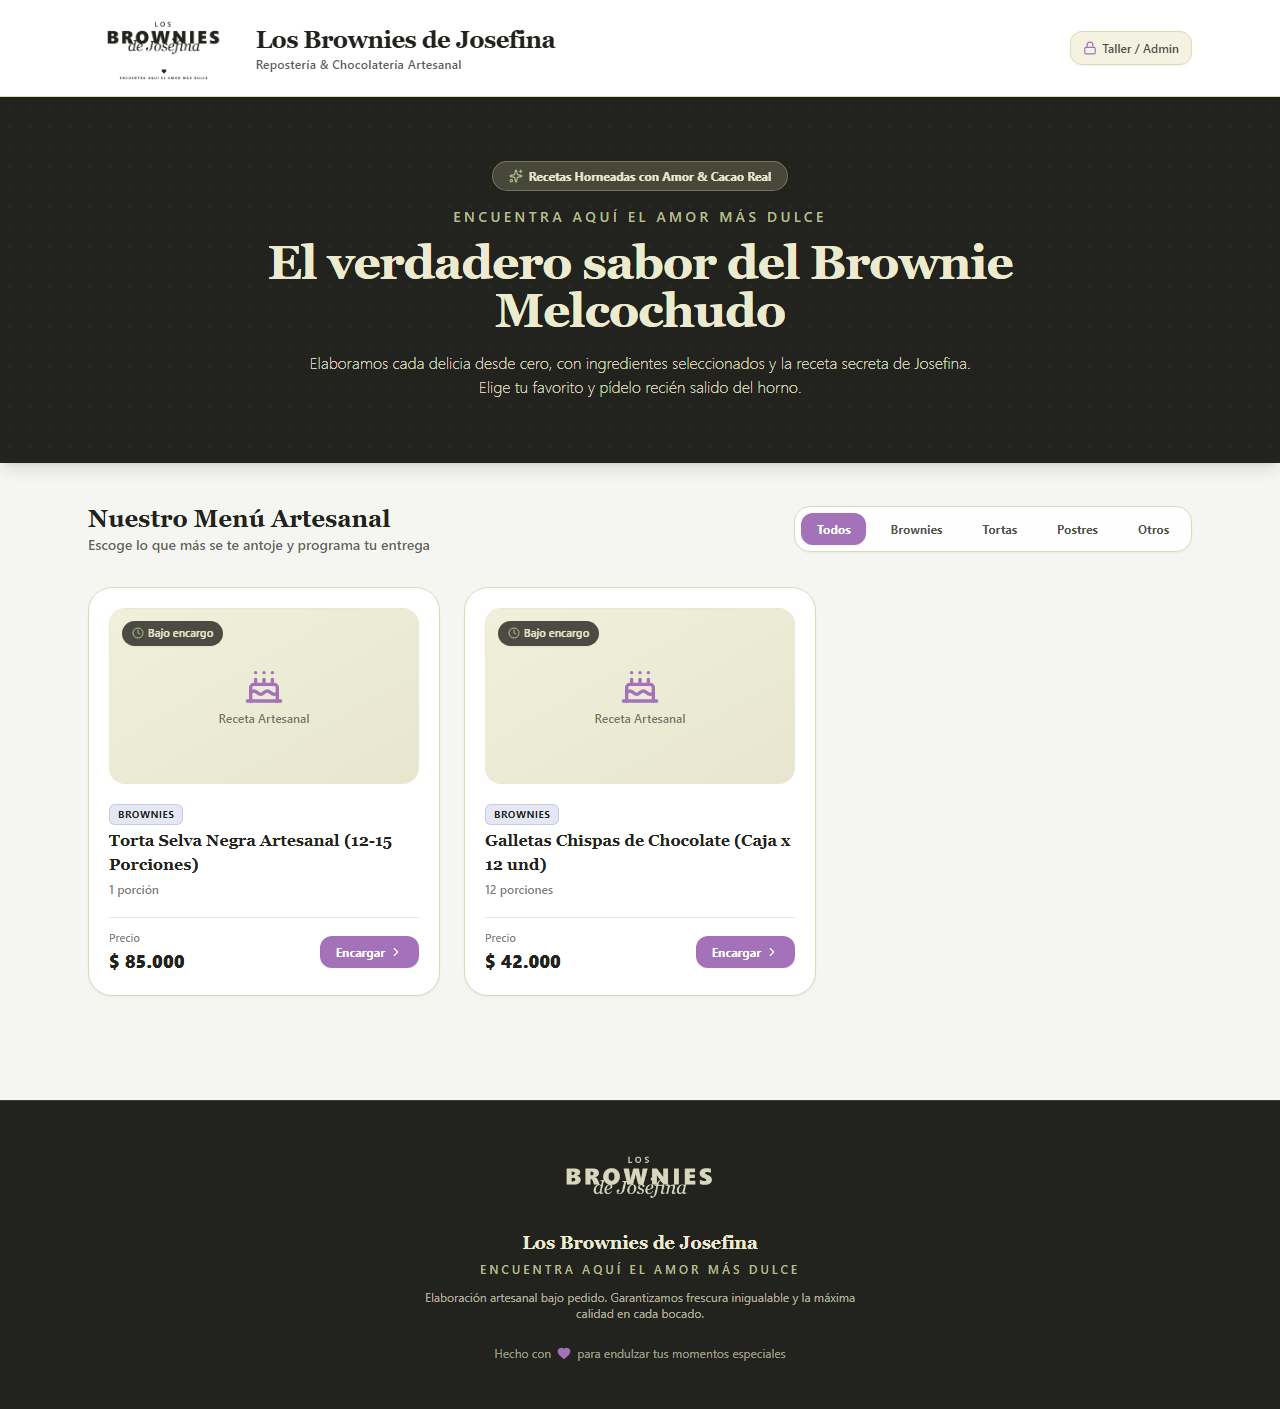 LOS
BROWNIES
de Josefina
ENCUENTRA AQUÍ EL AMOR MÁS DULCE
Los Brownies de Josefina
Repostería & Chocolatería Artesanal
Taller / Admin
Recetas Horneadas con Amor & Cacao Real
ENCUENTRA AQUÍ EL AMOR MÁS DULCE
El verdadero sabor del Brownie
Melcochudo
Elaboramos cada delicia desde cero, con ingredientes seleccionados y la receta secreta de Josefina.
Elige tu favorito y pídelo recién salido del horno.
Nuestro Menú Artesanal
Escoge lo que más se te antoje y programa tu entrega
Todos
Brownies
Tortas
Postres
Otros
Bajo encargo
Receta Artesanal
BROWNIES
Torta Selva Negra Artesanal (12-15
Porciones)
1 porción
Precio
$ 85.000
Encargar
Bajo encargo
Receta Artesanal
BROWNIES
Galletas Chispas de Chocolate (Caja x
12 und)
12 porciones
Precio
$ 42.000
Encargar
LOS
BROWNIES
de Josefina
Los Brownies de Josefina
ENCUENTRA AQUÍ EL AMOR MÁS DULCE
Elaboración artesanal bajo pedido. Garantizamos frescura inigualable y la máxima
calidad en cada bocado.
Hecho con para endulzar tus momentos especiales